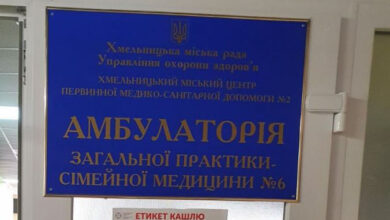 Хмельницька міська рада
Управління охорони здоров'я
ХМЕЛЬНИЦЬКИЙ МІСЬКИЙ ЦЕНТР
ПЕРВИННОЇ МЕДИКО-САНІТАРНОЇ ДОПОМОГИ №2
АМБУЛАТОРІЯ
ЗАГАЛЬНОЇ ПРАКТИКИ-
СІМЕЙНОЇ МЕДИЦИНИ №6
ЕТИКЕТ КАШЛЮ